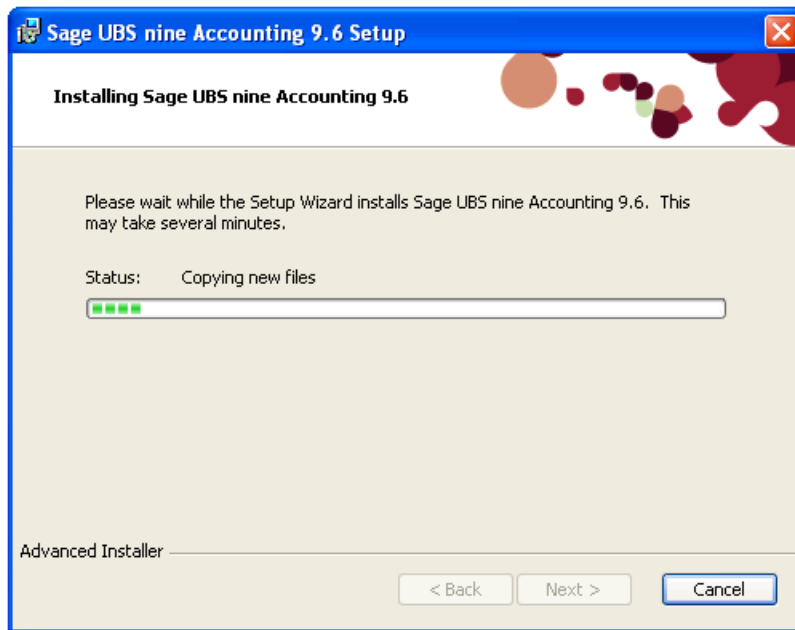 Sage UBS nine Accounting 9.6 Setup
Installing Sage UBS nine Accounting 9.6
Please wait while the Setup Wizard installs Sage UBS nine Accounting 9.6. This
may take several minutes.
Status: Copying new files
Advanced Installer
< Back Next > Cancel